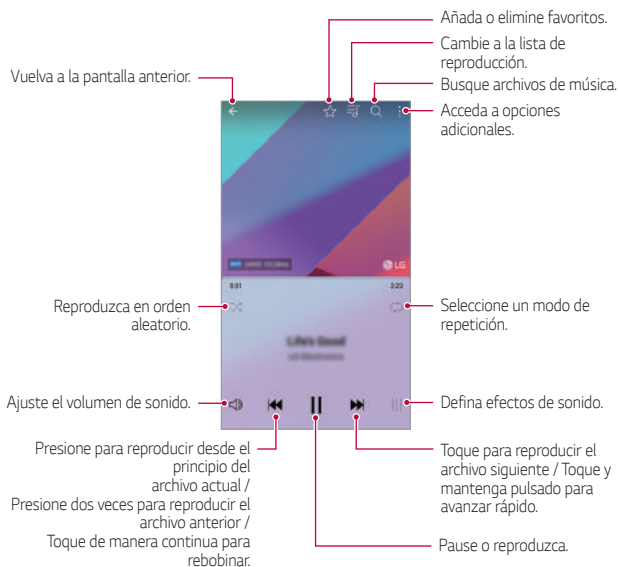 Añada o elimine favoritos.
Cambie a la lista de
reproducción.
Busque archivos de música.
Vuelva a la pantalla anterior.
Acceda a opciones
adicionales.
LG
0:31
2:23
Reproduzca en orden
aleatorio.
Seleccione un modo de
repetición.
Life's Good
LG Electronics
Ajuste el volumen de sonido.
Defina efectos de sonido.
Presione para reproducir desde el
principio del
archivo actual /
Presione dos veces para reproducir el
archivo anterior /
Toque de manera continua para
rebobinar.
Toque para reproducir el
archivo siguiente / Toque y
mantenga pulsado para
avanzar rápido.
Pause o reproduzca.